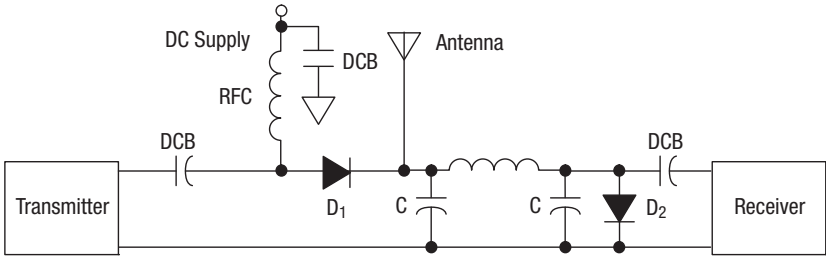 DC Supply
DCB
Antenna
RFC
DCB
DCB
Transmitter
D₁
C
C
D₂
Receiver